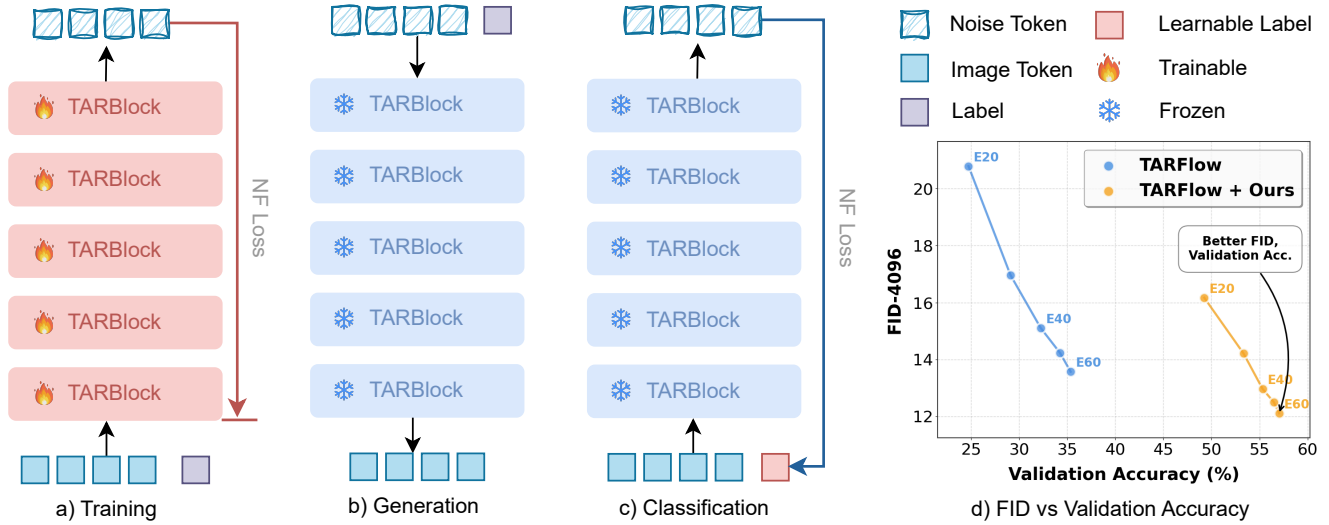 TARBlock
TARBlock
TARBlock
TARBlock
TARBlock
NF Loss
a) Training
TARBlock
TARBlock
TARBlock
TARBlock
TARBlock
b) Generation
TARBlock
TARBlock
TARBlock
TARBlock
TARBlock
NF Loss
c) Classification
Noise Token
Learnable Label
Image Token
Trainable
Label
Frozen
TARFlow
TARFlow + Ours
Better FID,
Validation Acc.
E20
E40
E60
E20
E40
E60
FID-4096
20
18
16
14
12
25
30
35
40
45
50
55
60
Validation Accuracy (%)
d) FID vs Validation Accuracy